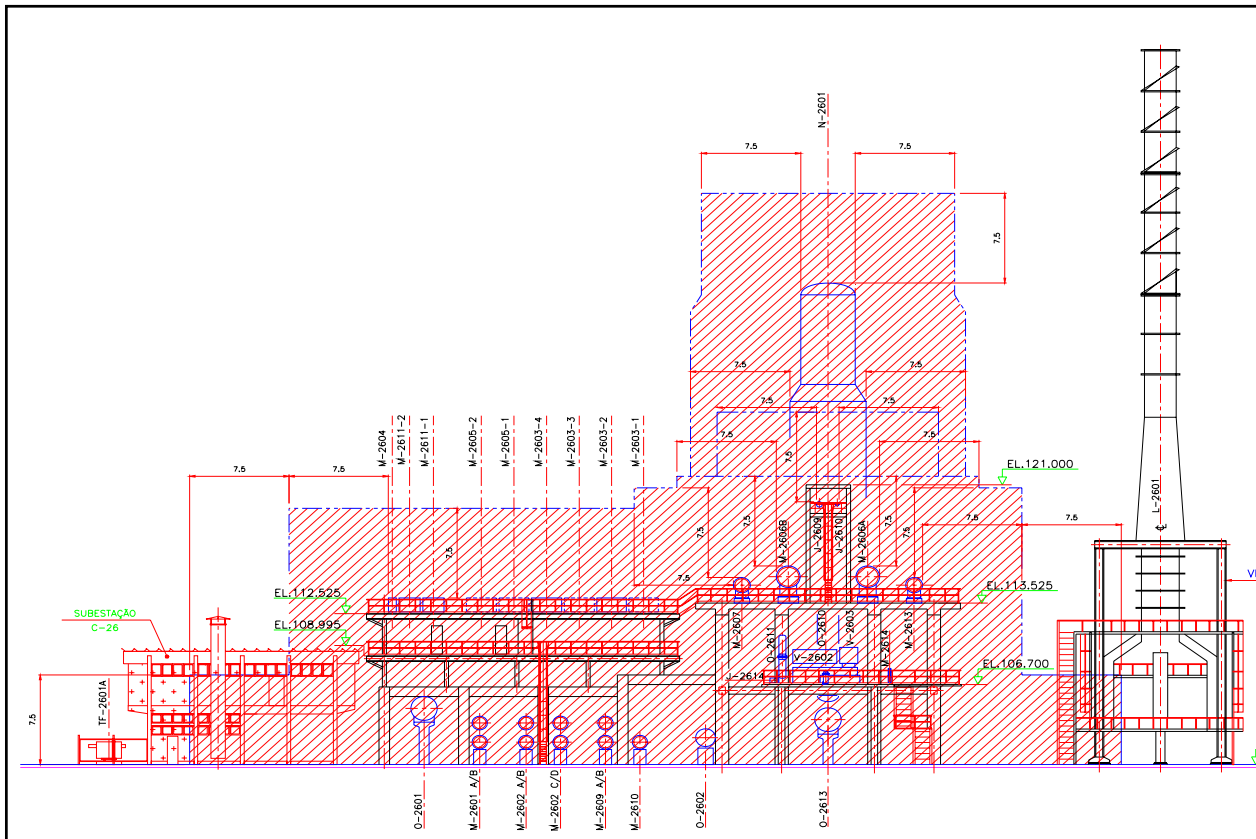 N-2601
7.5
7.5
7.5
7.5
7.5
7.5
7.5
M-2604
M-2611-2
M-2611-1
M-2605-2
M-2605-1
M-2603-4
M-2603-3
M-2603-2
M-2603-1
7.5
7.5
7.5
EL.121.000
L-2601
7.5
7.5
7.5
7.5
7.5
M-2606B
J-2609
J-2610
M-2606A
7.5
EL.112.525
EL.113.525
SUBESTAÇÃO
C-26
EL.108.995
M-2607
O-2611
O-2610
V-2603
M-2614
M-2613
V-2602
EL.106.700
J-2614
TF-2601A
7.5
O-2601
M-2601 A/B
M-2602 A/B
M-2602 C/D
M-2609 A/B
M-2610
O-2602
O-2613